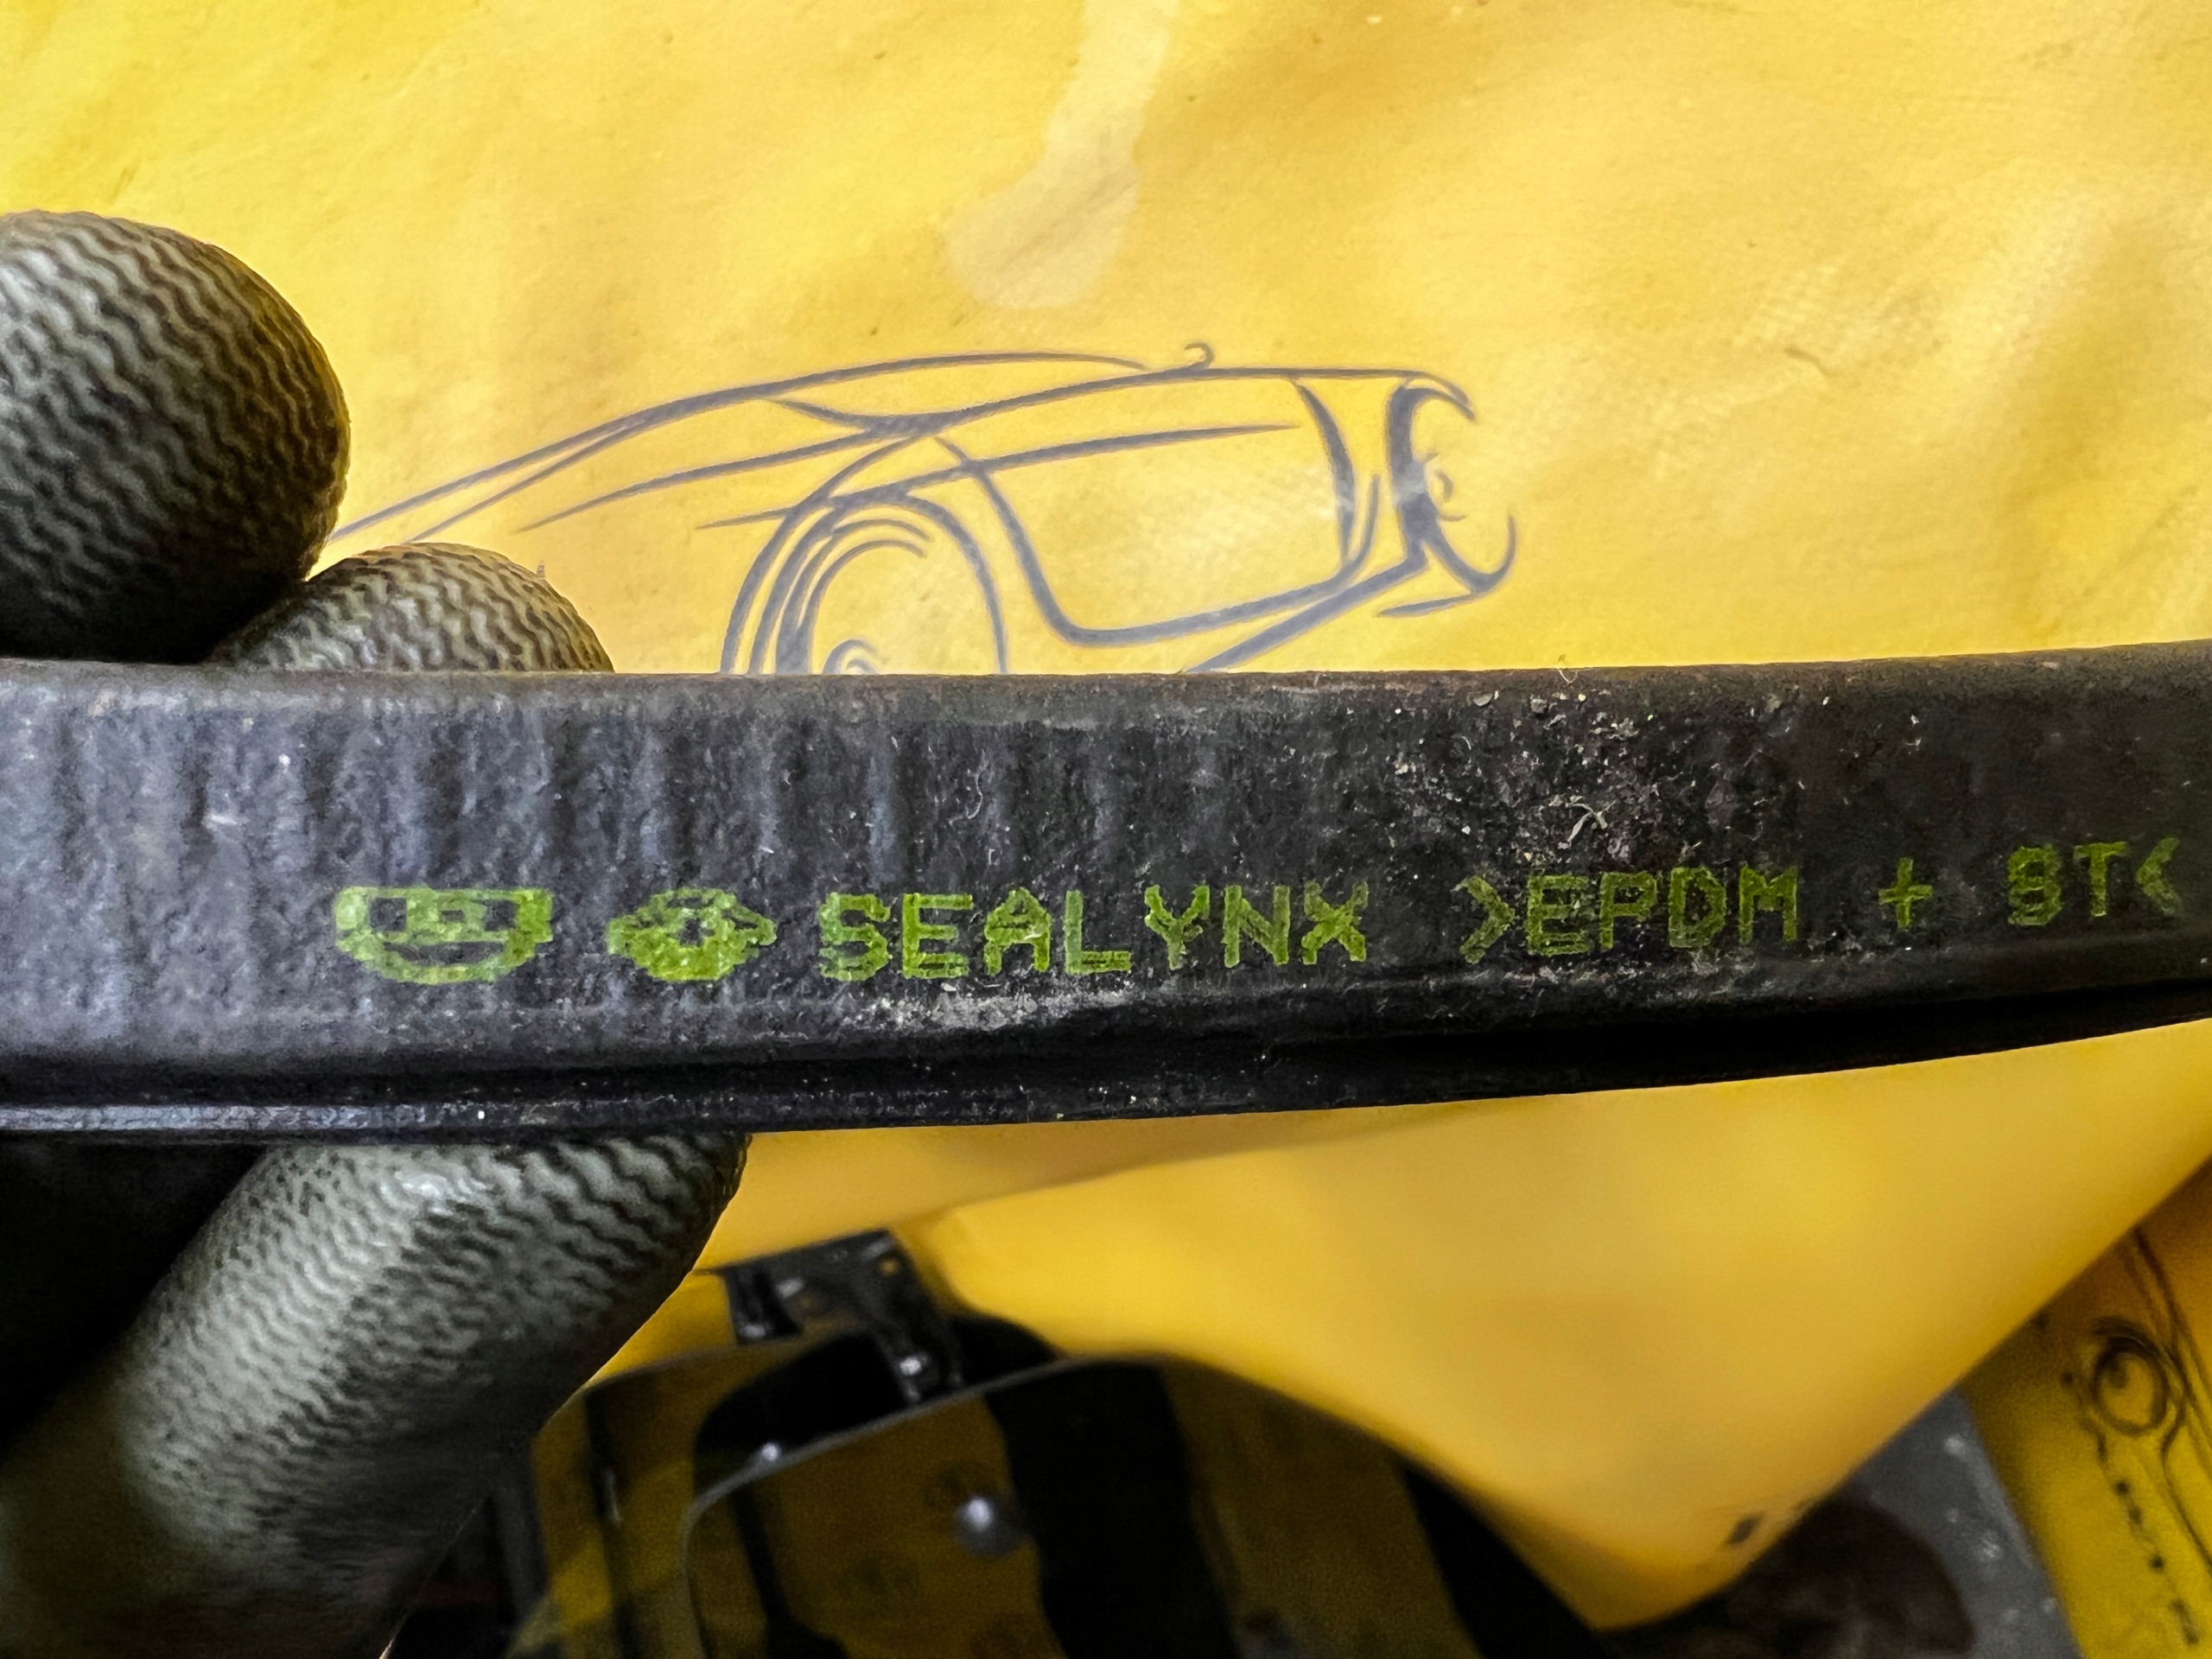 SEALYNX >EPDM + ST<